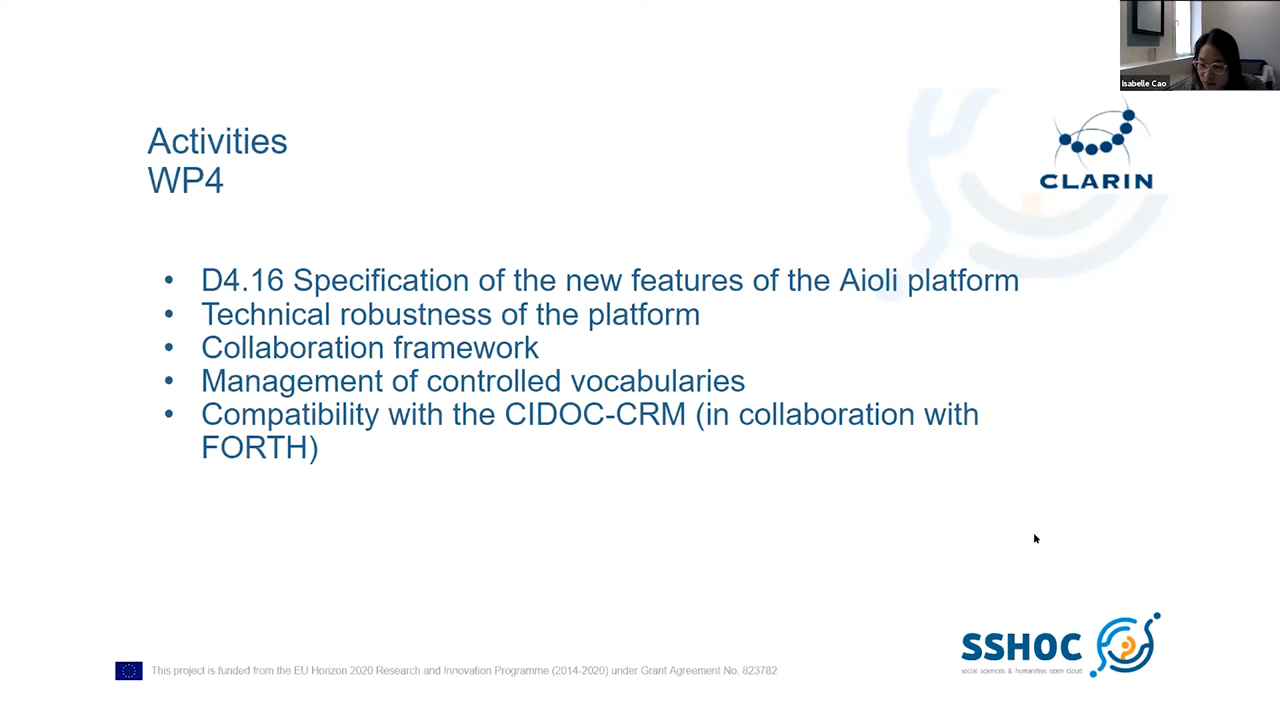 Isabelle Cao
Activities
WP4
CLARIN
• D4.16 Specification of the new features of the Aioli platform
• Technical robustness of the platform
• Collaboration framework
• Management of controlled vocabularies
• Compatibility with the CIDOC-CRM (in collaboration with
FORTH)
SSHOC
social sciences & humanities open cloud
This project is funded from the EU Horizon 2020 Research and Innovation Programme (2014-2020) under Grant Agreement No. 823782